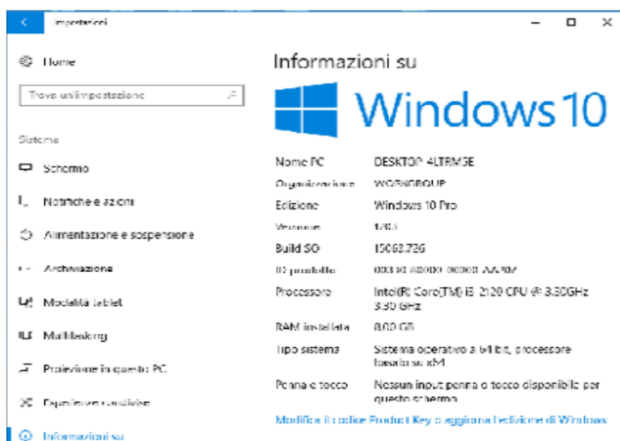 Impostazioni
Home
Trova un'impostazione
Sistema
Schermo
Notifiche e azioni
Alimentazione e sospensione
Archiviazione
Modalità tablet
Multitasking
Proiezione in questo PC
Esperienze condivise
Informazioni su
Informazioni su
Windows 10
Nome PC DESKTOP-4LTRM5E
Organizzazione WORKGROUP
Edizione Windows 10 Pro
Versione 1703
Build SO 15063.726
ID prodotto
Processore Intel(R) Core(TM) i3-2120 CPU @ 3.30GHz
3.30 GHz
RAM installata 8,00 GB
Tipo sistema Sistema operativo a 64 bit, processore
basato su x64
Penna e tocco Nessun input penna o tocco disponibile per
questo schermo
Modifica il codice Product Key o aggiorna l'edizione di Windows